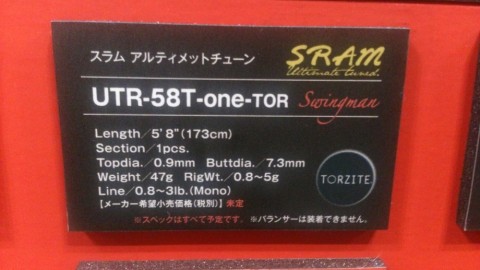 スラム アルティメットチューン
SRAM
Ultimate tuned.
UTR-58T-one-TOR Swingman
Length／5'8"(173cm)
Section／1pcs.
Topdia.／0.9mm Buttdia.／7.3mm
Weight／47g RigWt.／0.8~5g
Line／0.8~3lb.(Mono)
【メーカー希望小売価格(税別)】未定
※スペックはすべて予定です。※バランサーは装着できません。
TORZITE